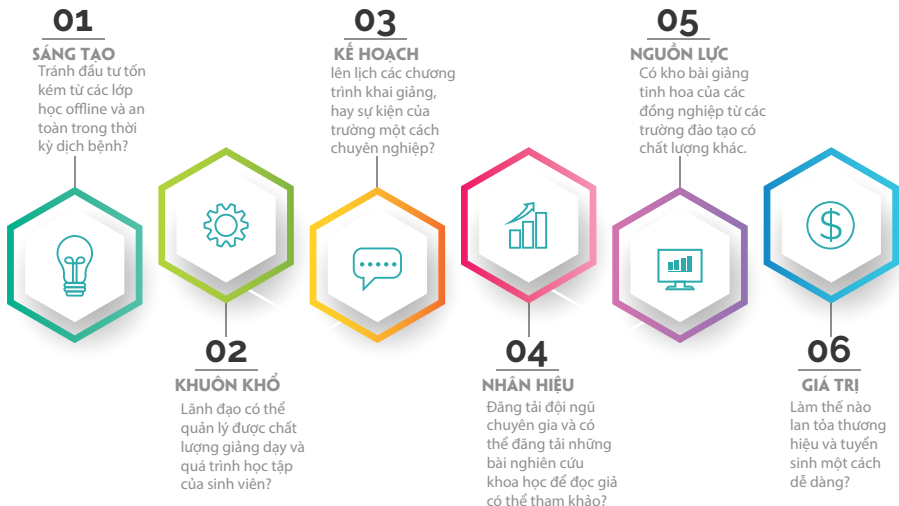 01
SÁNG TẠO
Tránh đầu tư tốn
kém từ các lớp
học offline và an
toàn trong thời
kỳ dịch bệnh?
02
KHUÔN KHỔ
Lãnh đạo có thể
quản lý được chất
lượng giảng dạy và
quá trình học tập
của sinh viên?
03
KẾ HOẠCH
lên lịch các chương
trình khai giảng,
hay sự kiện của
trường một cách
chuyên nghiệp?
04
NHÂN HIỆU
Đăng tải đội ngũ
chuyên gia và có
thể đăng tải những
bài nghiên cứu
khoa học để đọc giả
có thể tham khảo?
05
NGUỒN LỰC
Có kho bài giảng
tinh hoa của các
đồng nghiệp từ các
trường đào tạo có
chất lượng khác.
06
GIÁ TRỊ
Làm thế nào
lan tỏa thương
hiệu và tuyển
sinh một cách
dễ dàng?
$